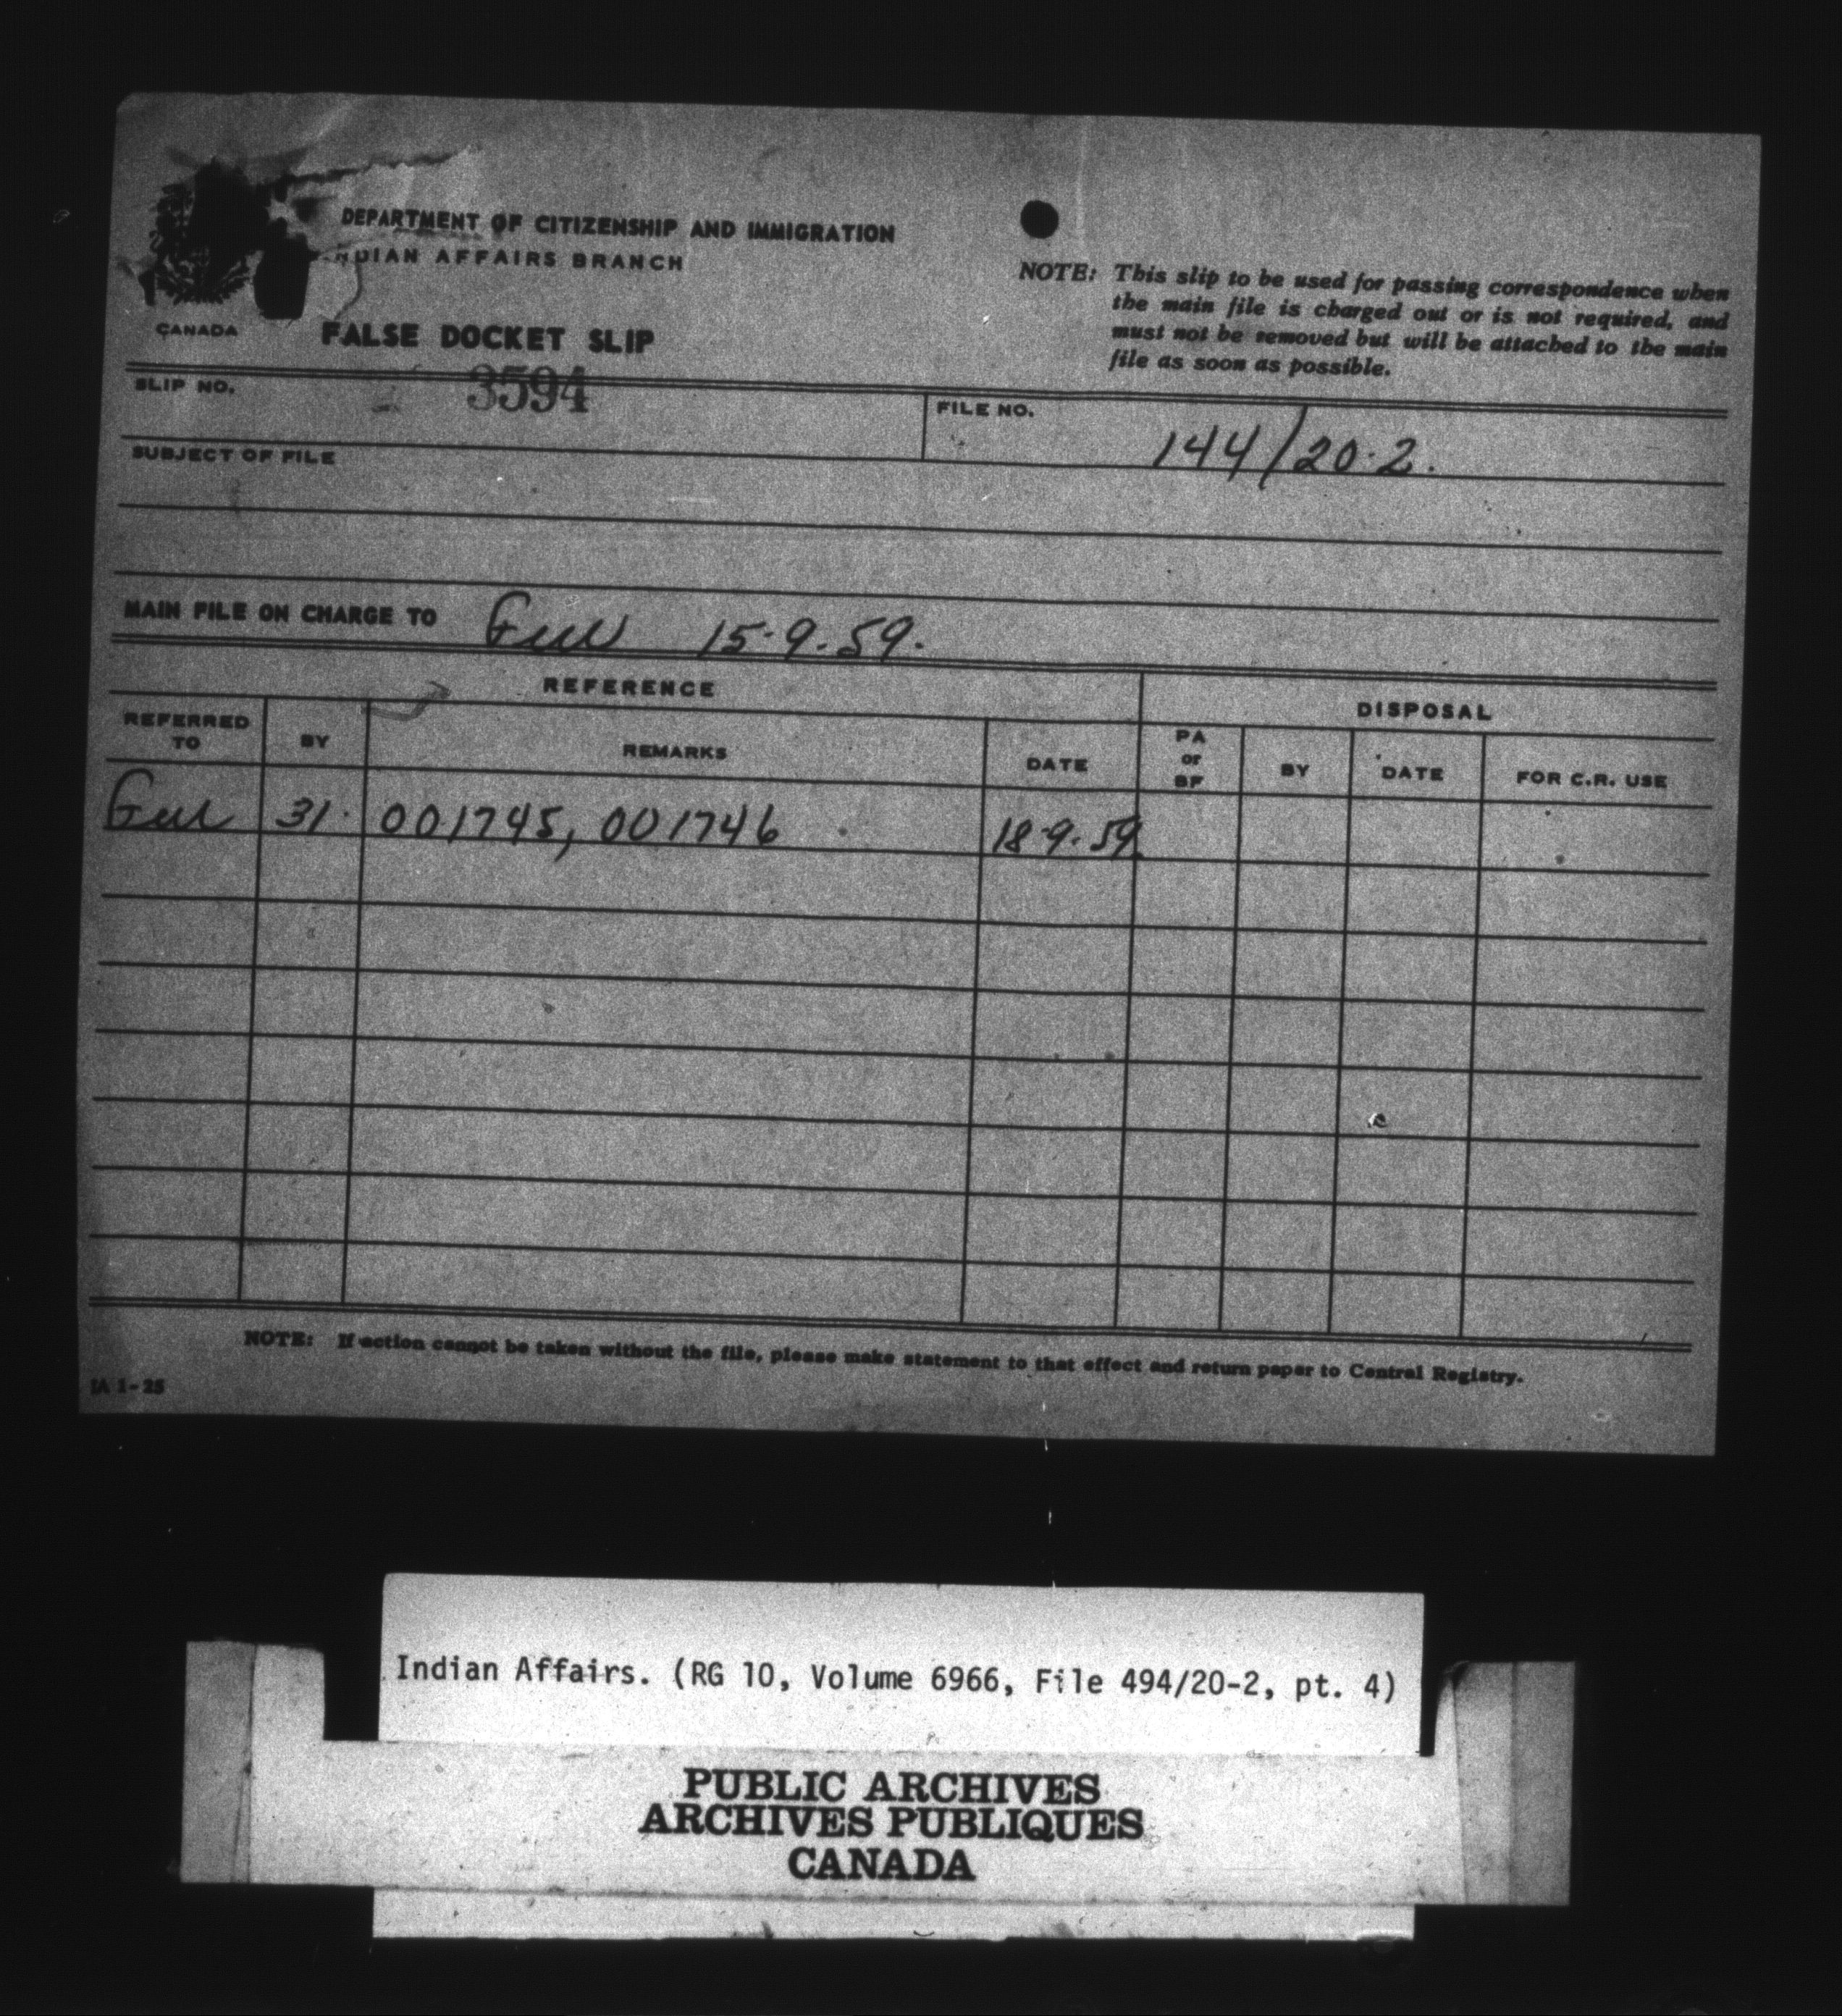 DEPARTMENT OF CITIZENSHIP AND IMMIGRATION
INDIAN AFFAIRS BRANCH
CANADA
FALSE DOCKET SLIP
NOTE: This slip to be used for passing correspondence when
the main file is charged out or is not required, and
must not be removed but will be attached to the main
file as soon as possible.
SLIP NO. 3594
FILE NO. 144/20-2.
SUBJECT OF FILE
MAIN FILE ON CHARGE TO 15-9-59.
REFERENCE
DISPOSAL
REFERRED TO BY REMARKS DATE PA or BF BY DATE FOR C.R. USE
31. 001745, 001746 18-9-59.
NOTE: If action cannot be taken without the file, please make statement to that effect and return paper to Central Registry.
IA 1-25
Indian Affairs. (RG 10, Volume 6966, File 494/20-2, pt. 4)
PUBLIC ARCHIVES
ARCHIVES PUBLIQUES
CANADA